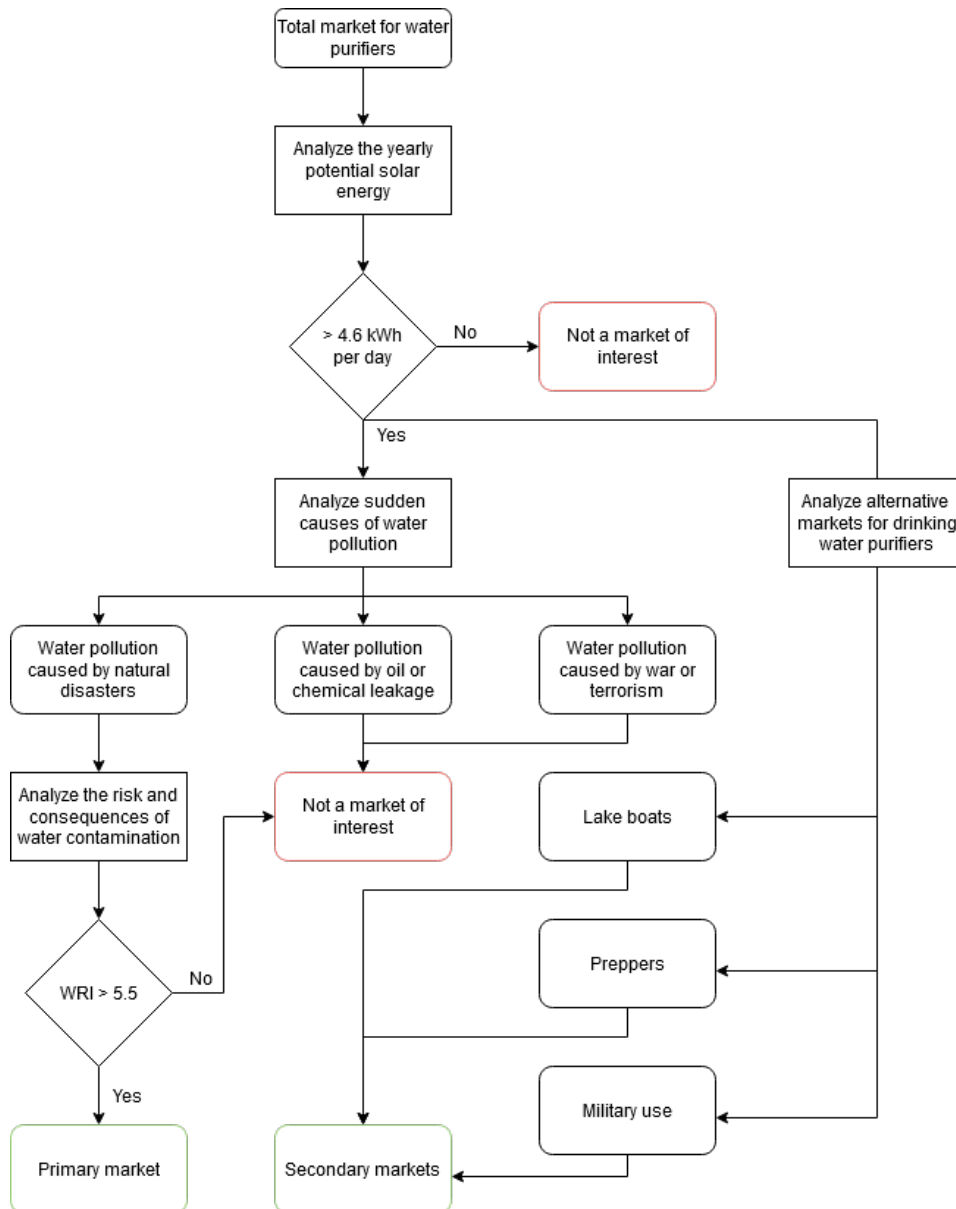 Total market for water
purifiers
Analyze the yearly
potential solar
energy
> 4.6 kWh
per day
No
Not a market of
interest
Yes
Analyze sudden
causes of water
pollution
Analyze alternative
markets for drinking
water purifiers
Water pollution
caused by natural
disasters
Water pollution
caused by oil or
chemical leakage
Water pollution
caused by war or
terrorism
Analyze the risk and
consequences of
water contamination
Not a market of
interest
Lake boats
No
WRI > 5.5
Preppers
Yes
Military use
Primary market
Secondary markets